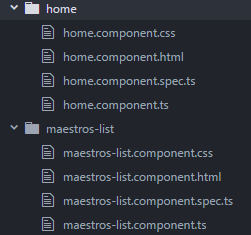 home
home.component.css
home.component.html
home.component.spec.ts
home.component.ts
maestros-list
maestros-list.component.css
maestros-list.component.html
maestros-list.component.spec.ts
maestros-list.component.ts